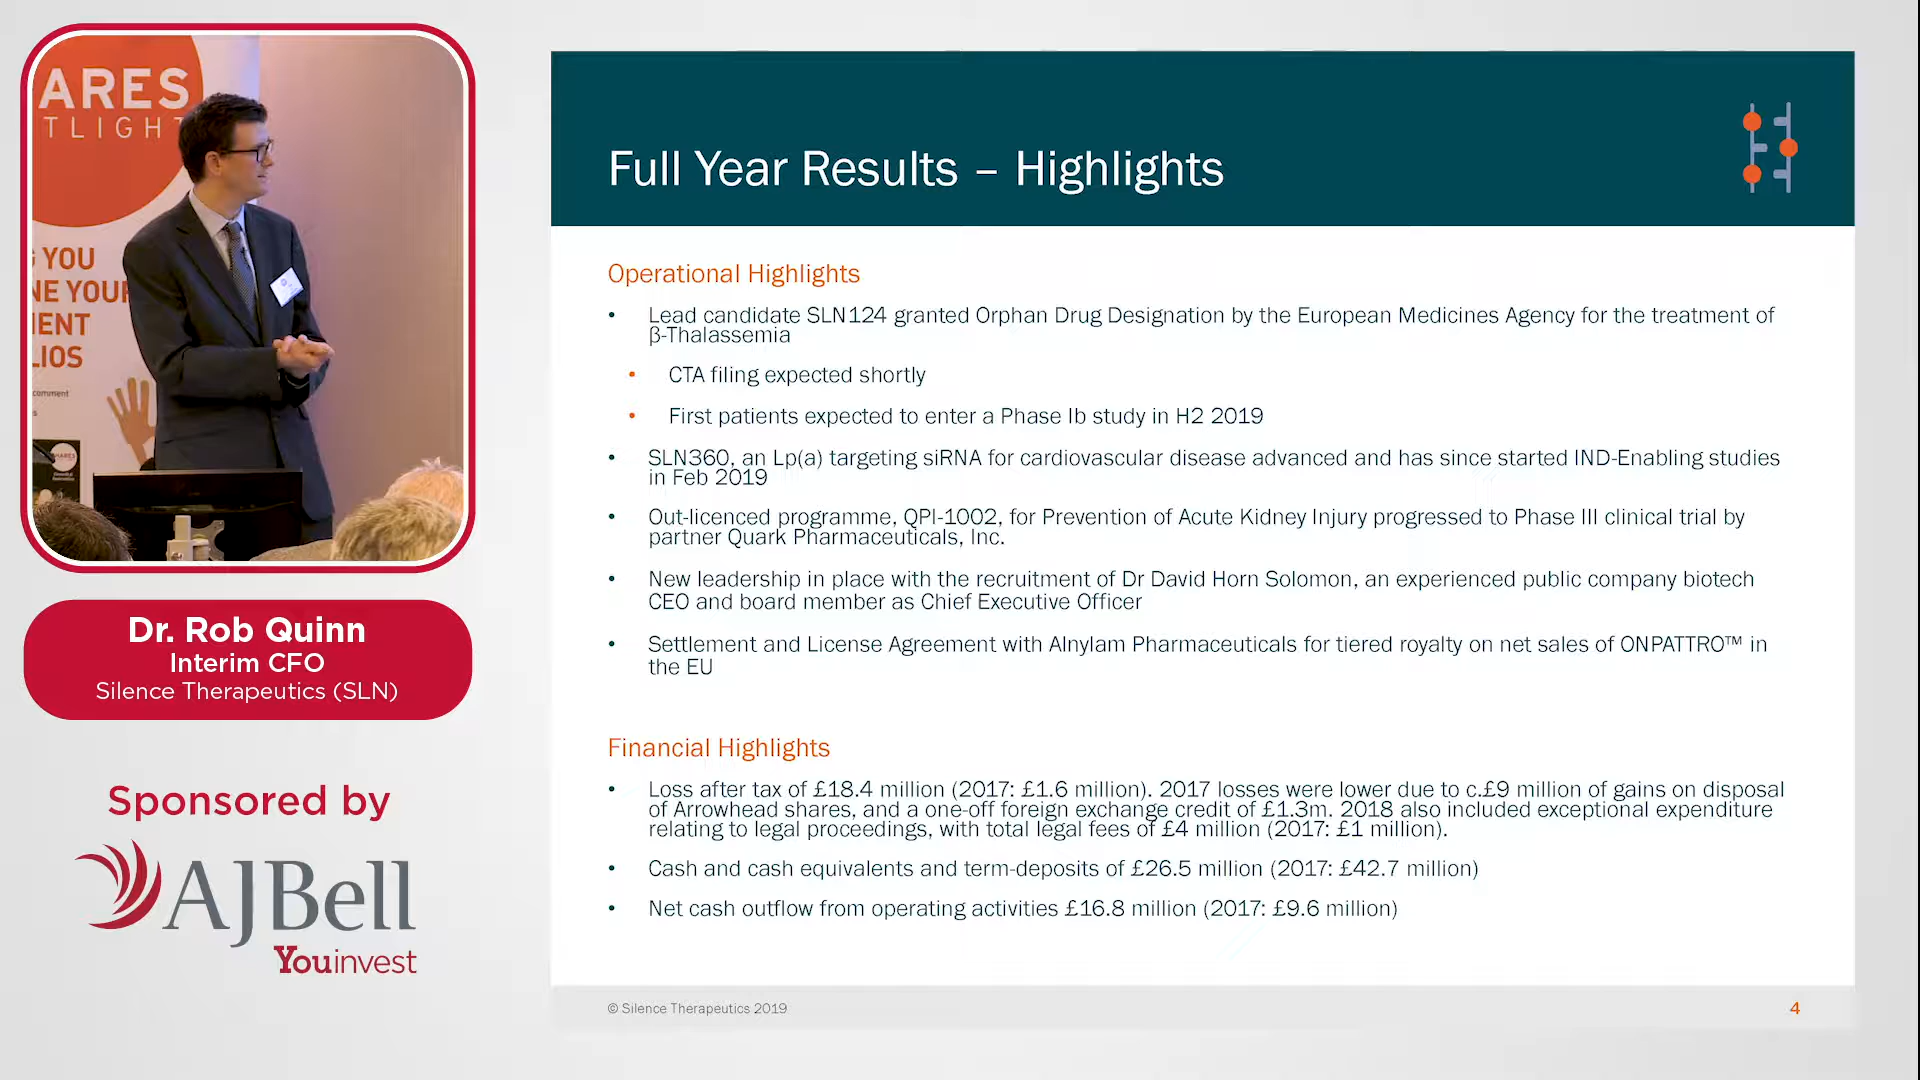 ARES
TLIGHT
YOU
NE YOUR
MENT
LIOS
comment
Dr. Rob Quinn
Interim CFO
Silence Therapeutics (SLN)
Sponsored by
AJBell
Youinvest
Full Year Results – Highlights
Operational Highlights
• Lead candidate SLN124 granted Orphan Drug Designation by the European Medicines Agency for the treatment of
β-Thalassemia
• CTA filing expected shortly
• First patients expected to enter a Phase Ib study in H2 2019
• SLN360, an Lp(a) targeting siRNA for cardiovascular disease advanced and has since started IND-Enabling studies
in Feb 2019
• Out-licenced programme, QPI-1002, for Prevention of Acute Kidney Injury progressed to Phase III clinical trial by
partner Quark Pharmaceuticals, Inc.
• New leadership in place with the recruitment of Dr David Horn Solomon, an experienced public company biotech
CEO and board member as Chief Executive Officer
• Settlement and License Agreement with Alnylam Pharmaceuticals for tiered royalty on net sales of ONPATTRO™ in
the EU
Financial Highlights
• Loss after tax of £18.4 million (2017: £1.6 million). 2017 losses were lower due to c.£9 million of gains on disposal
of Arrowhead shares, and a one-off foreign exchange credit of £1.3m. 2018 also included exceptional expenditure
relating to legal proceedings, with total legal fees of £4 million (2017: £1 million).
• Cash and cash equivalents and term-deposits of £26.5 million (2017: £42.7 million)
• Net cash outflow from operating activities £16.8 million (2017: £9.6 million)
© Silence Therapeutics 2019
4